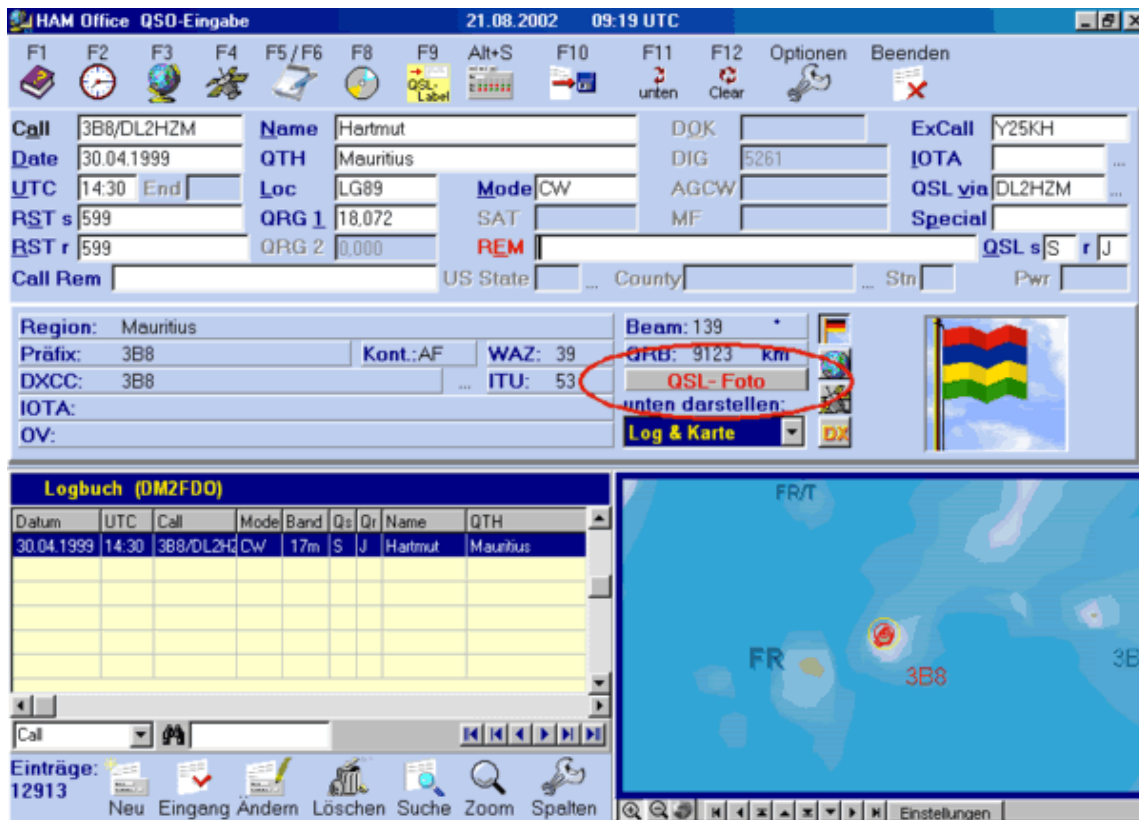 HAM Office QSO-Eingabe 21.08.2002 09:19 UTC
F1 F2 F3 F4 F5/F6 F8 F9 Alt+S F10 F11 F12 Optionen Beenden
QSL-Label unten Clear
Call 3B8/DL2HZM Name Hartmut DOK ExCall Y25KH
Date 30.04.1999 QTH Mauritius DIG 5261 IOTA ...
UTC 14:30 End Loc LG89 Mode CW AGCW QSL via DL2HZM ...
RST s 599 QRG 1 18,072 SAT MF Special
RST r 599 QRG 2 0,000 REM QSL s S r J
Call Rem US State ... County ... Stn Pwr
Region: Mauritius Beam: 139 °
Präfix: 3B8 Kont.: AF WAZ: 39 QRB: 9123 km
DXCC: 3B8 ... ITU: 53 QSL-Foto
IOTA: unten darstellen:
OV: Log & Karte DX
Logbuch (DM2FDO)
Datum UTC Call Mode Band Qs Qr Name QTH
30.04.1999 14:30 3B8/DL2HZ CW 17m S J Hartmut Mauritius
FR/T
FR
3B8
3B
Call
Einträge:
12913
Neu Eingang Ändern Löschen Suche Zoom Spalten
Einstellungen